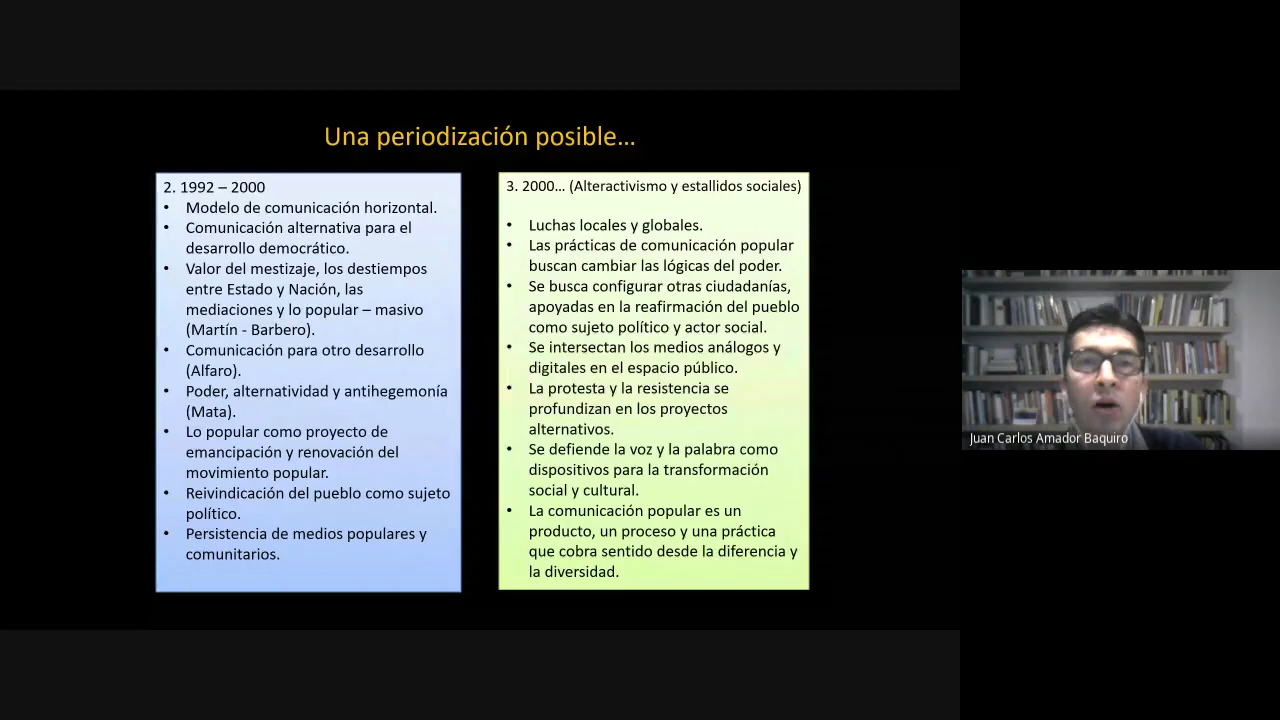 Una periodización posible...
2. 1992 – 2000
• Modelo de comunicación horizontal.
• Comunicación alternativa para el
desarrollo democrático.
• Valor del mestizaje, los destiempos
entre Estado y Nación, las
mediaciones y lo popular – masivo
(Martín - Barbero).
• Comunicación para otro desarrollo
(Alfaro).
• Poder, alternatividad y antihegemonía
(Mata).
• Lo popular como proyecto de
emancipación y renovación del
movimiento popular.
• Reivindicación del pueblo como sujeto
político.
• Persistencia de medios populares y
comunitarios.
3. 2000... (Alteractivismo y estallidos sociales)
• Luchas locales y globales.
• Las prácticas de comunicación popular
buscan cambiar las lógicas del poder.
• Se busca configurar otras ciudadanías,
apoyadas en la reafirmación del pueblo
como sujeto político y actor social.
• Se intersectan los medios análogos y
digitales en el espacio público.
• La protesta y la resistencia se
profundizan en los proyectos
alternativos.
• Se defiende la voz y la palabra como
dispositivos para la transformación
social y cultural.
• La comunicación popular es un
producto, un proceso y una práctica
que cobra sentido desde la diferencia y
la diversidad.
Juan Carlos Amador Baquiro